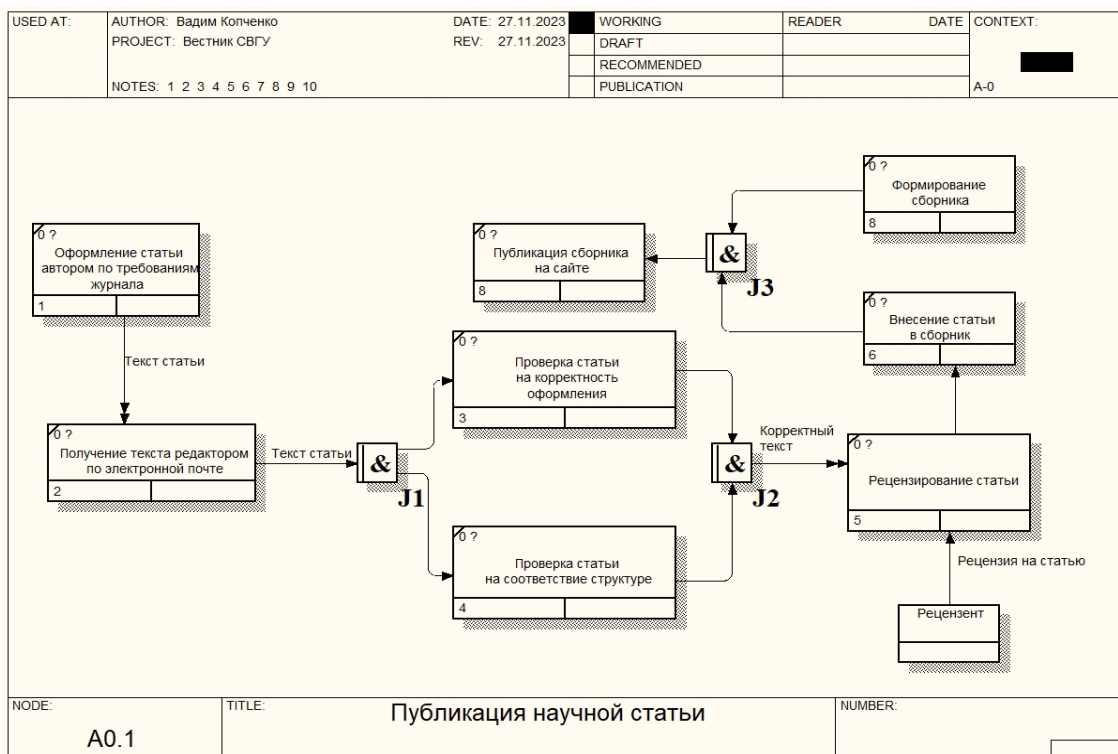 USED AT:
AUTHOR: Вадим Копченко
DATE: 27.11.2023
WORKING
READER
DATE
CONTEXT:
PROJECT: Вестник СВГУ
REV: 27.11.2023
DRAFT
RECOMMENDED
NOTES: 1 2 3 4 5 6 7 8 9 10
PUBLICATION
A-0
0 ?
Формирование
сборника
8
0 ?
Оформление статьи
автором по требованиям
журнала
1
0 ?
Публикация сборника
на сайте
8
&
J3
0 ?
Внесение статьи
в сборник
6
Текст статьи
0 ?
Проверка статьи
на корректность
оформления
3
0 ?
Получение текста редактором
по электронной почте
2
Текст статьи
&
J1
&
J2
Корректный
текст
0 ?
Рецензирование статьи
5
0 ?
Проверка статьи
на соответствие структуре
4
Рецензия на статью
Рецензент
NODE:
A0.1
TITLE:
Публикация научной статьи
NUMBER: